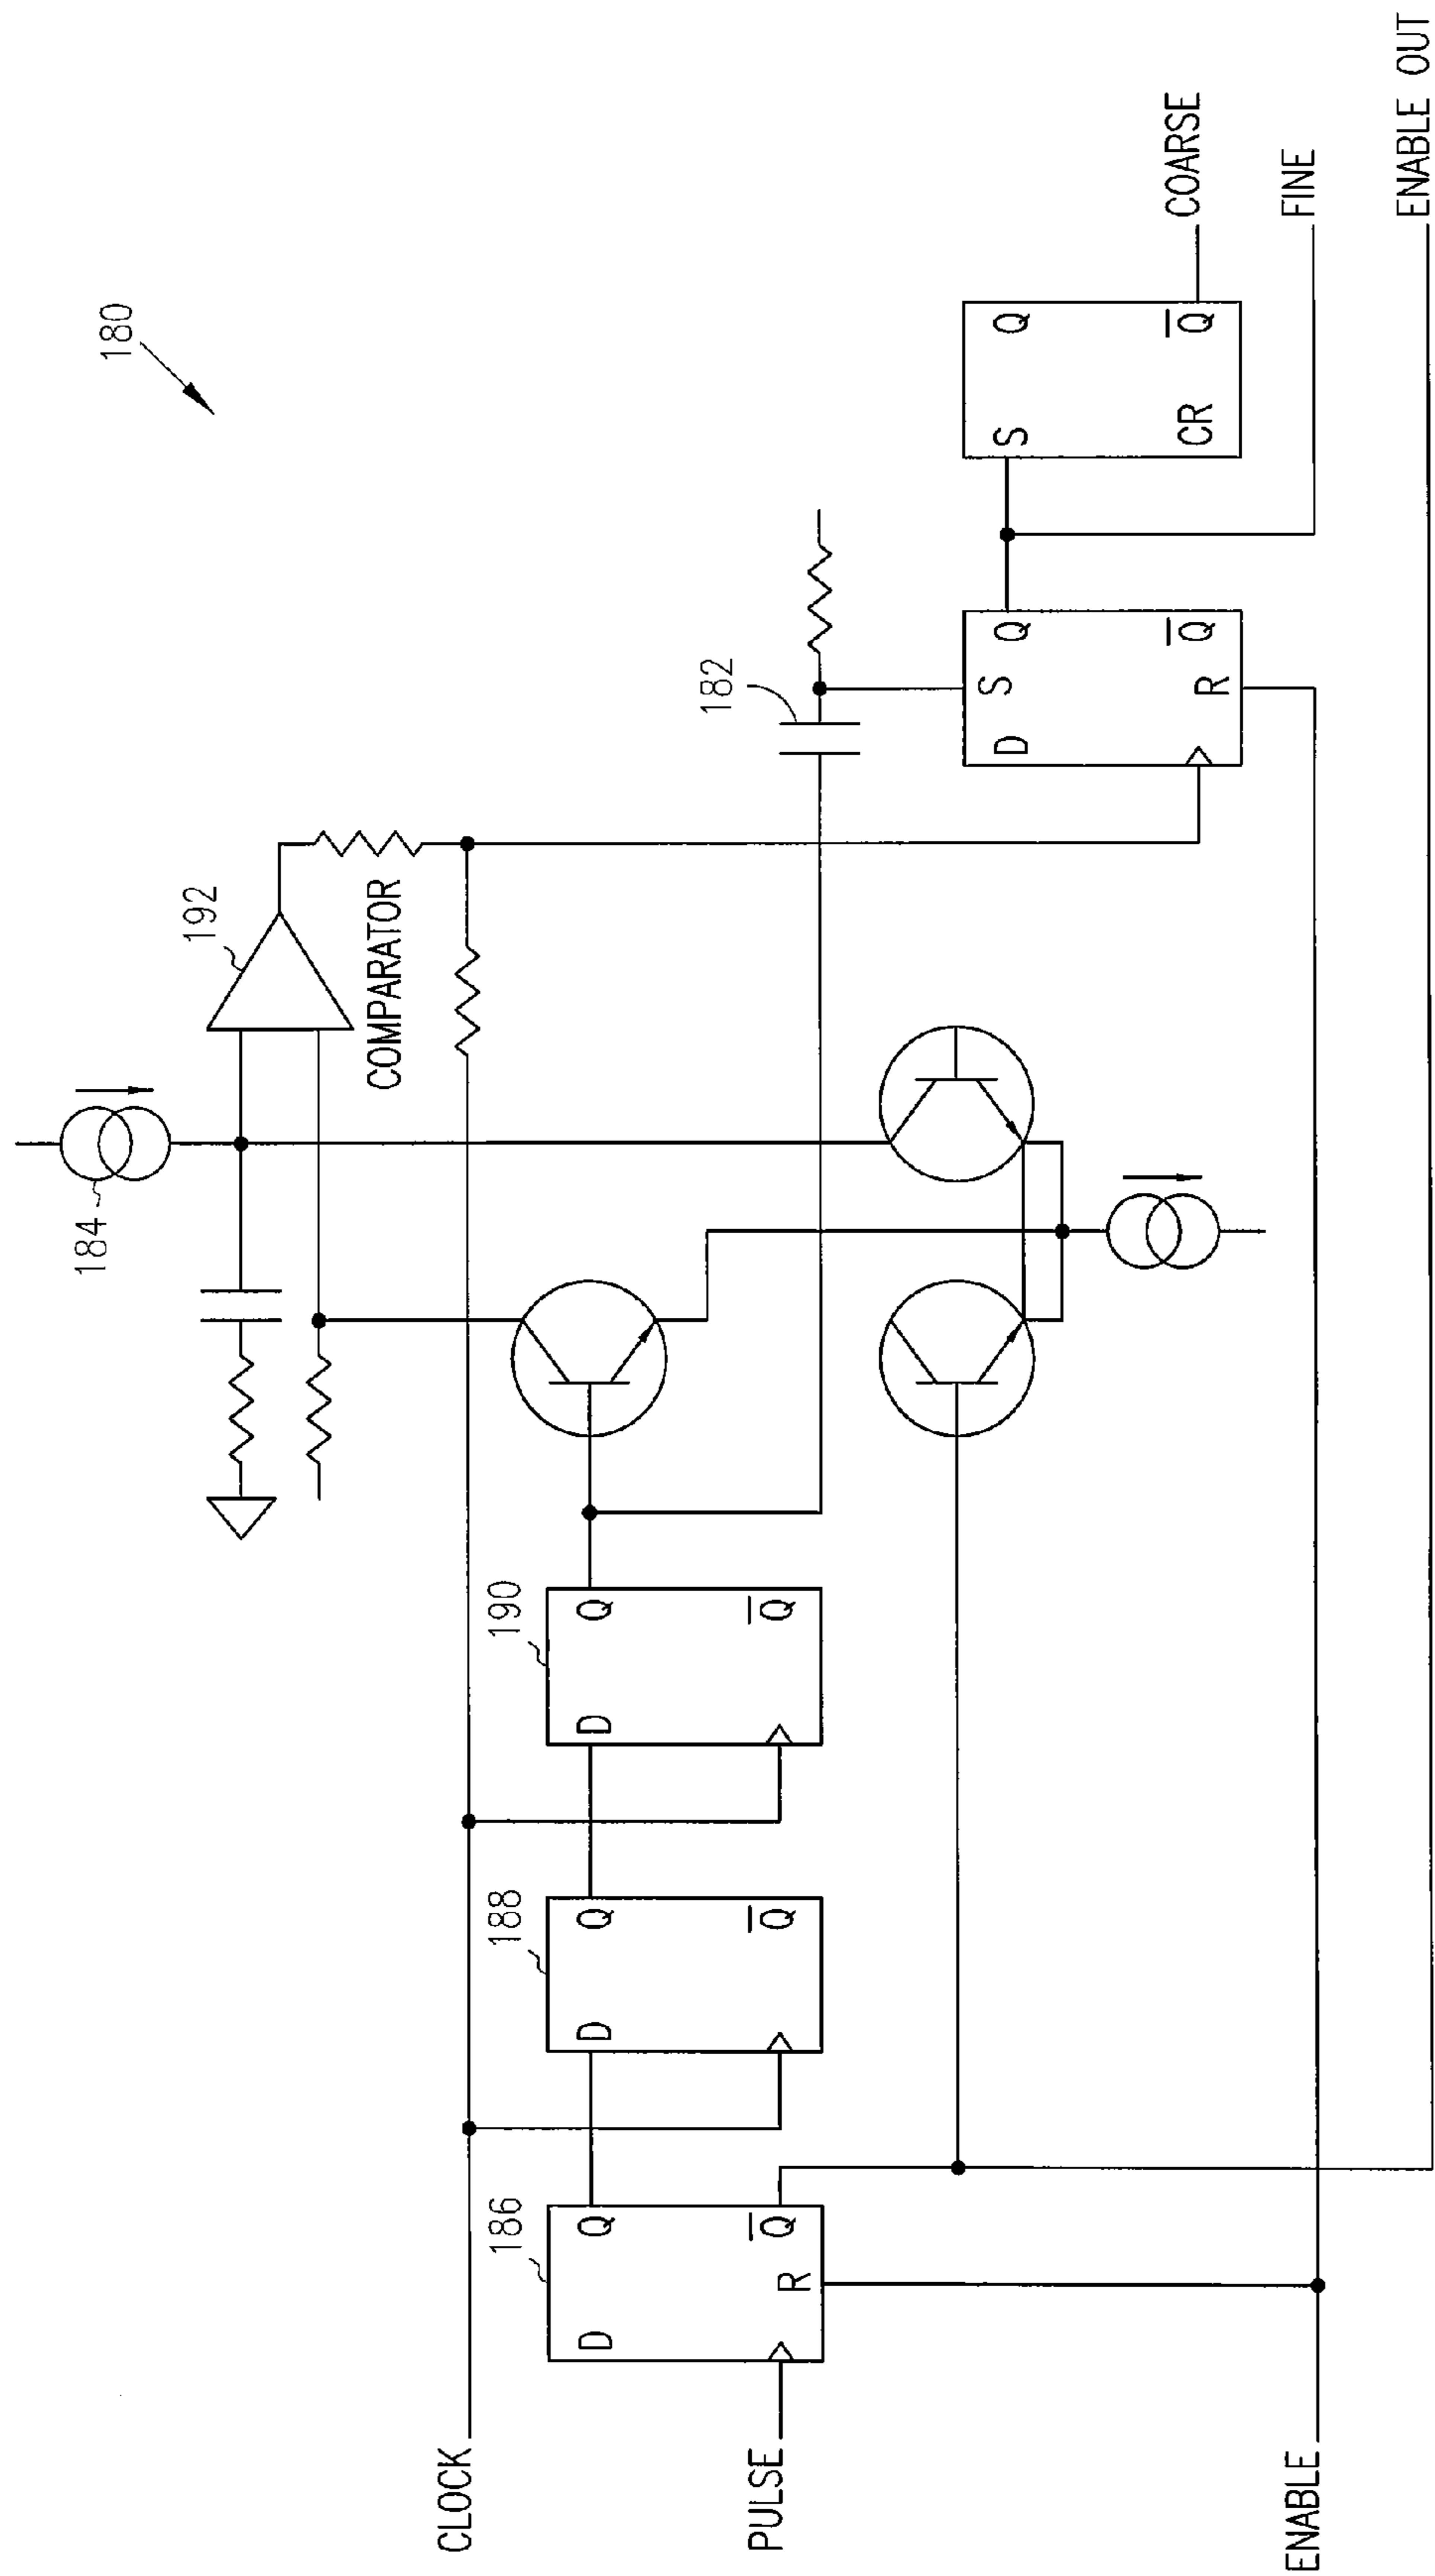 180
184
192
COMPARATOR
182
CLOCK
186
D
Q
Q̅
R
188
D
Q
Q̅
190
D
Q
Q̅
PULSE
D
S
Q
R
Q̅
S
Q
CR
Q̅
COARSE
FINE
ENABLE
ENABLE OUT